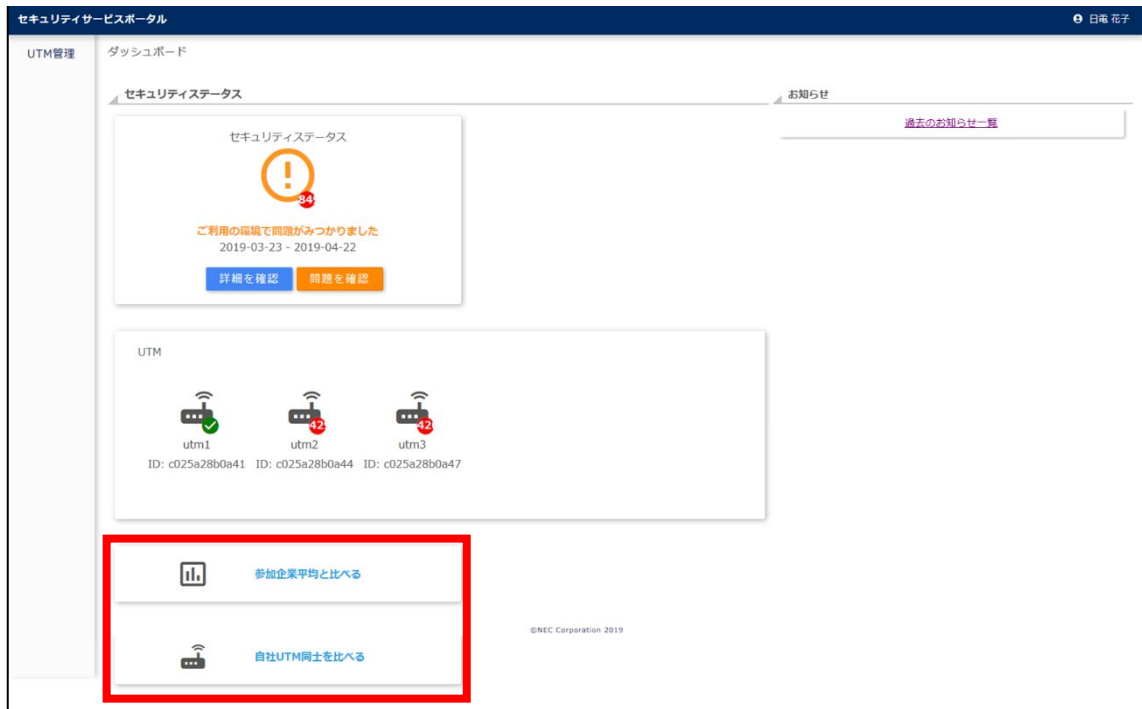 セキュリティサービスポータル
日電 花子
UTM管理
ダッシュボード
セキュリティステータス
お知らせ
過去のお知らせ一覧
セキュリティステータス
84
ご利用の環境で問題がみつかりました
2019-03-23 - 2019-04-22
詳細を確認
問題を確認
UTM
42
42
utm1
utm2
utm3
ID: c025a28b0a41
ID: c025a28b0a44
ID: c025a28b0a47
参加企業平均と比べる
©NEC Corporation 2019
自社UTM同士を比べる